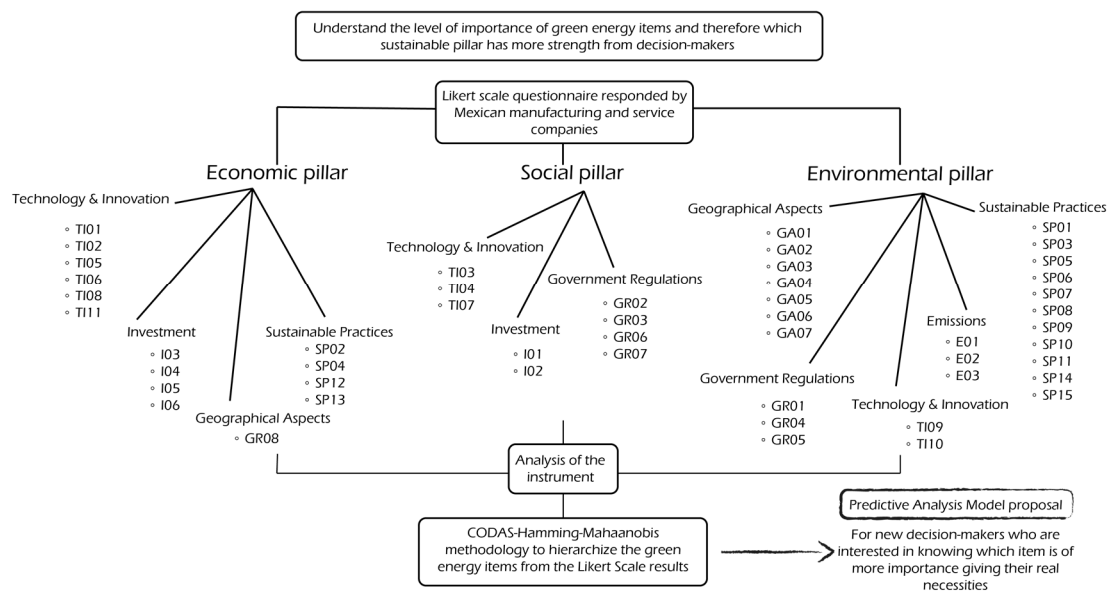 Understand the level of importance of green energy items and therefore which
sustainable pillar has more strength from decision-makers
Likert scale questionnaire responded by
Mexican manufacturing and service
companies
Economic pillar
Technology & Innovation
TI01
TI02
TI05
TI06
TI08
TI11
Investment
I03
I04
I05
I06
Geographical Aspects
GR08
Sustainable Practices
SP02
SP04
SP12
SP13
Social pillar
Technology & Innovation
TI03
TI04
TI07
Investment
I01
I02
Government Regulations
GR02
GR03
GR06
GR07
Environmental pillar
Geographical Aspects
GA01
GA02
GA03
GA04
GA05
GA06
GA07
Government Regulations
GR01
GR04
GR05
Technology & Innovation
TI09
TI10
Emissions
E01
E02
E03
Sustainable Practices
SP01
SP03
SP05
SP06
SP07
SP08
SP09
SP10
SP11
SP14
SP15
Analysis of the
instrument
CODAS-Hamming-Mahaanobis
methodology to hierarchize the green
energy items from the Likert Scale results
Predictive Analysis Model proposal
For new decision-makers who are
interested in knowing which item is of
more importance giving their real
necessities